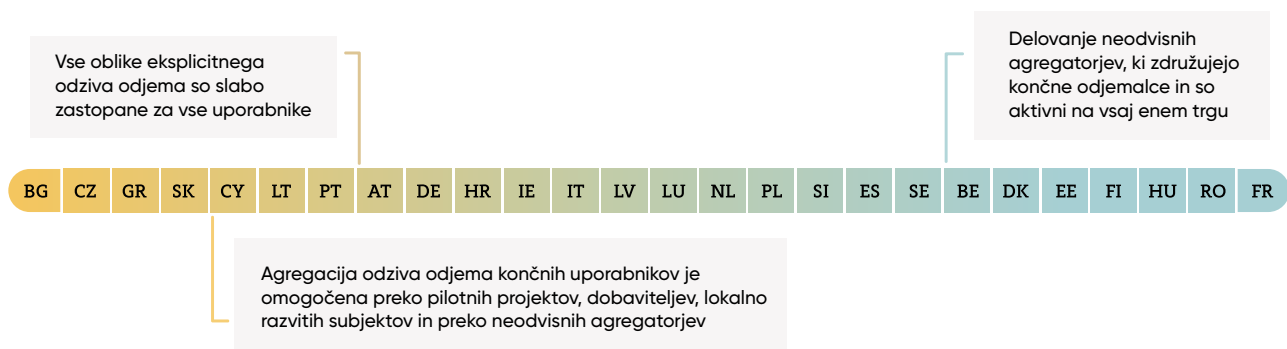 Vse oblike eksplicitnega
odziva odjema so slabo
zastopane za vse uporabnike
Delovanje neodvisnih
agregatorjev, ki združujejo
končne odjemalce in so
aktivni na vsaj enem trgu
BG CZ GR SK CY LT PT AT DE HR IE IT LV LU NL PL SI ES SE BE DK EE FI HU RO FR
Agregacija odziva odjema končnih uporabnikov je
omogočena preko pilotnih projektov, dobaviteljev, lokalno
razvitih subjektov in preko neodvisnih agregatorjev